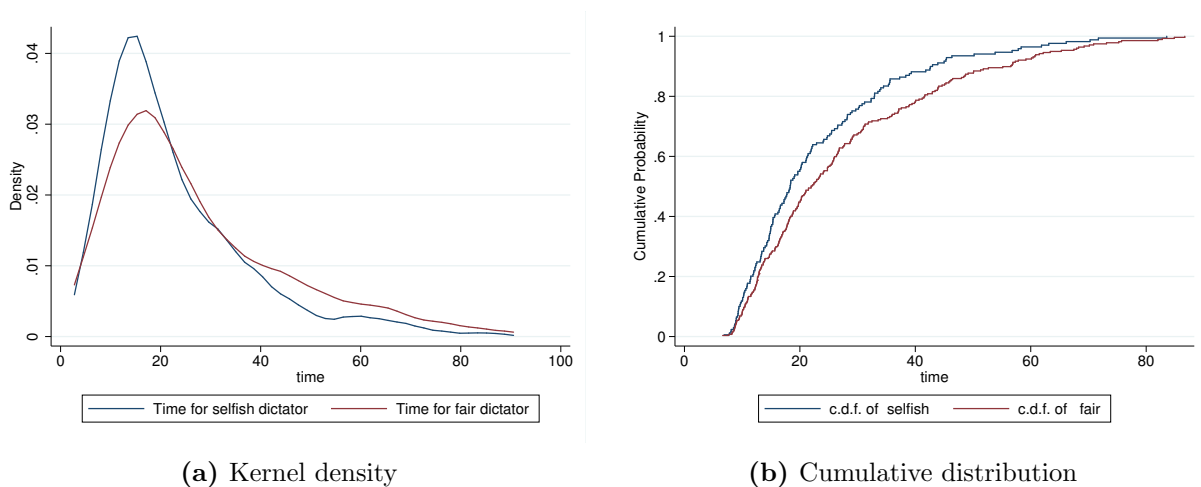 Density
0
.01
.02
.03
.04
0
20
40
60
80
100
time
Time for selfish dictator
Time for fair dictator
(a) Kernel density
Cumulative Probability
0
.2
.4
.6
.8
1
0
20
40
60
80
time
c.d.f. of selfish
c.d.f. of fair
(b) Cumulative distribution